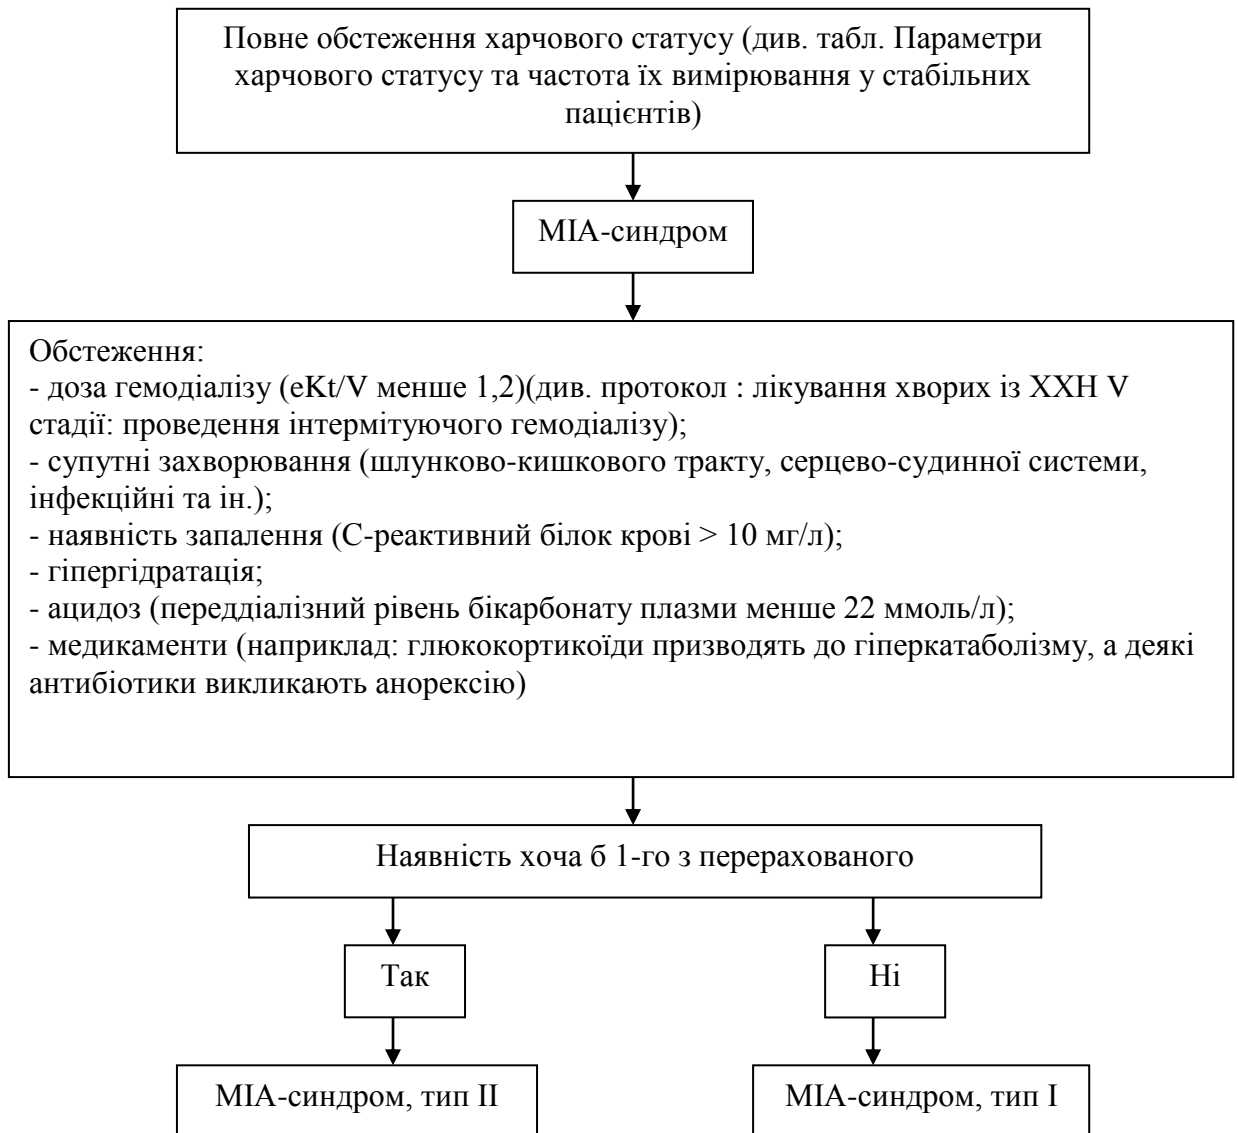 Повне обстеження харчового статусу (див. табл. Параметри
харчового статусу та частота їх вимірювання у стабільних
пацієнтів)
МІА-синдром
Обстеження:
- доза гемодіалізу (eKt/V менше 1,2)(див. протокол : лікування хворих із ХХН V
стадії: проведення інтермітуючого гемодіалізу);
- супутні захворювання (шлунково-кишкового тракту, серцево-судинної системи,
інфекційні та ін.);
- наявність запалення (С-реактивний білок крові > 10 мг/л);
- гіпергідратація;
- ацидоз (переддіалізний рівень бікарбонату плазми менше 22 ммоль/л);
- медикаменти (наприклад: глюкокортикоїди призводять до гіперкатаболізму, а деякі
антибіотики викликають анорексію)
Наявність хоча б 1-го з перерахованого
Так
Ні
МІА-синдром, тип ІІ
МІА-синдром, тип І